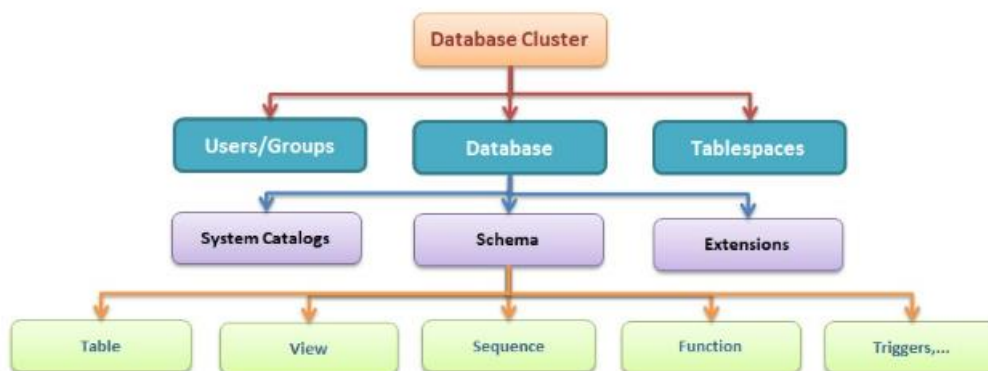 Database Cluster
Users/Groups
Database
Tablespaces
System Catalogs
Schema
Extensions
Table
View
Sequence
Function
Triggers,...